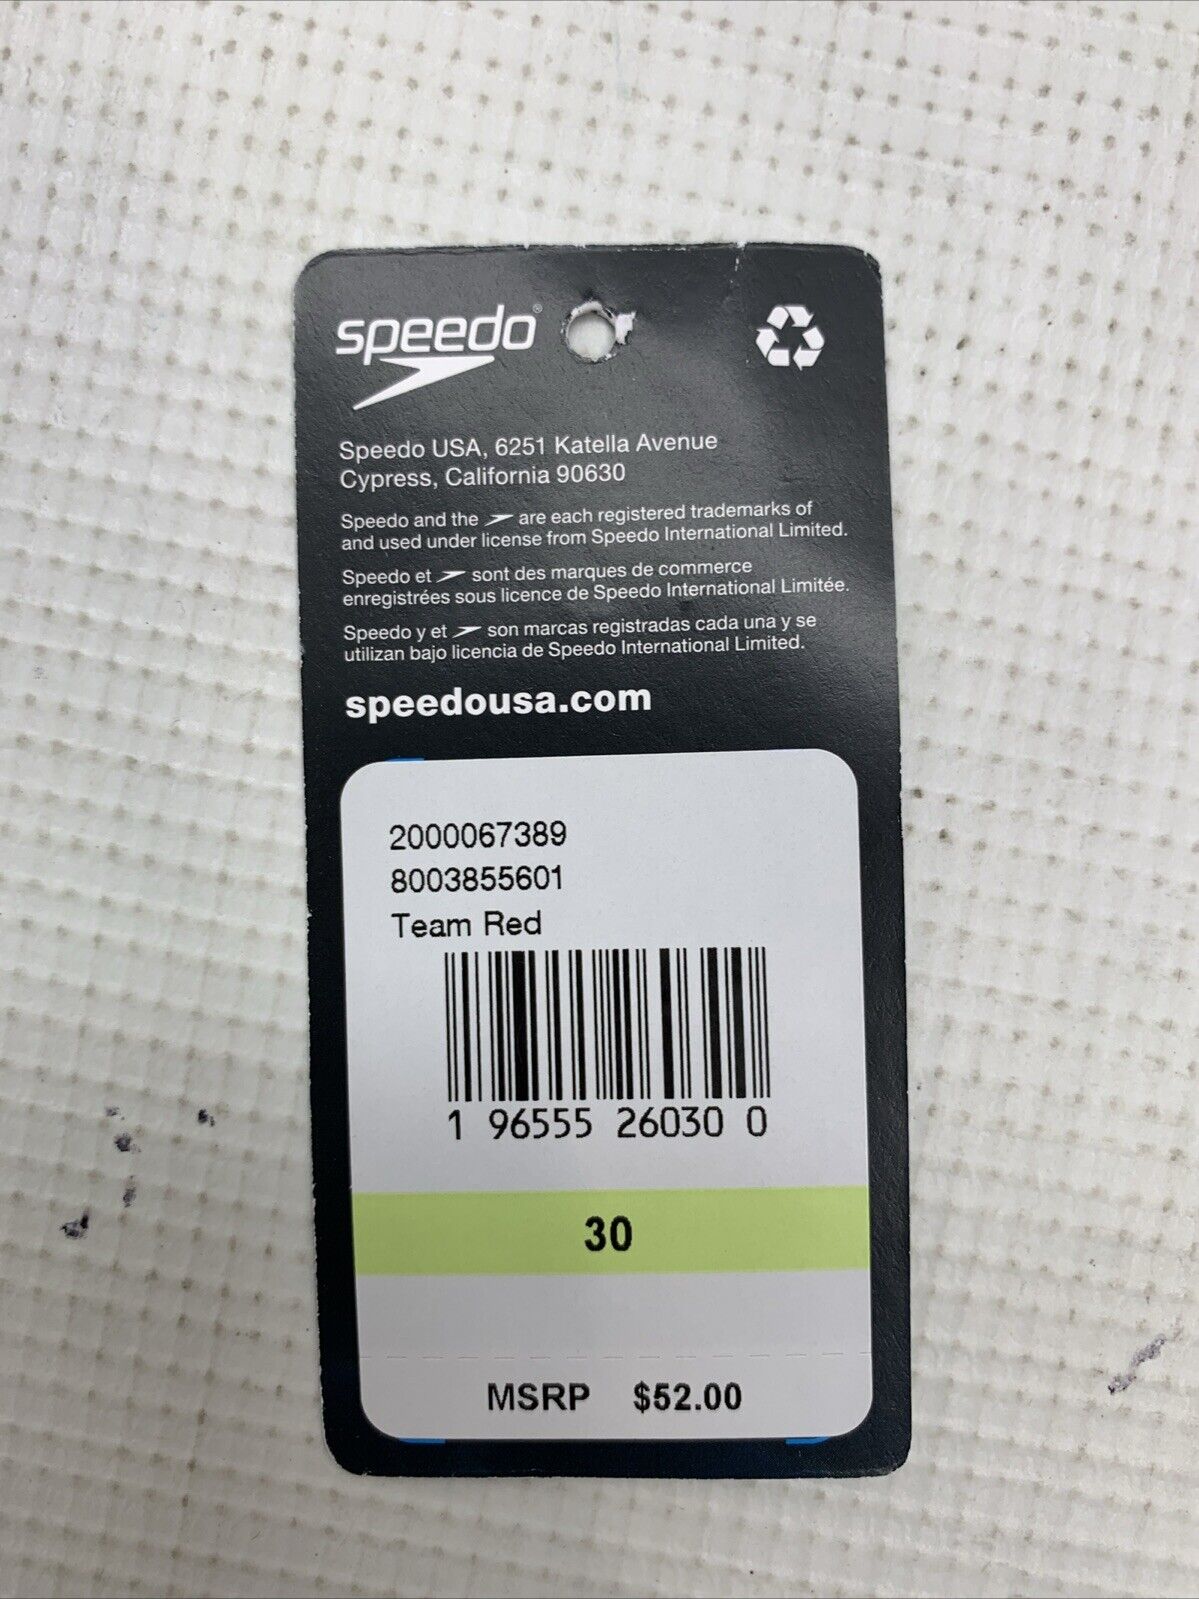 speedo®
Speedo USA, 6251 Katella Avenue
Cypress, California 90630
Speedo and the are each registered trademarks of
and used under license from Speedo International Limited.
Speedo et sont des marques de commerce
enregistrées sous licence de Speedo International Limitée.
Speedo y et son marcas registradas cada una y se
utilizan bajo licencia de Speedo International Limited.
speedousa.com
2000067389
8003855601
Team Red
1 96555 26030 0
30
MSRP $52.00